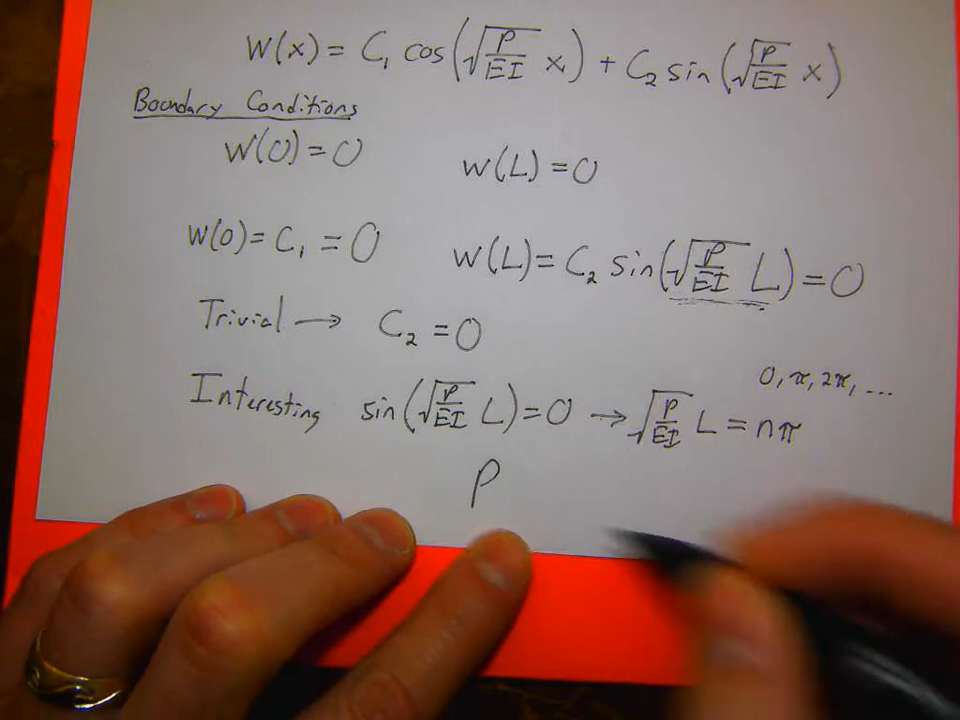 W(x) = C₁ cos(√(P/EI) x) + C₂ sin(√(P/EI) x)
Boundary Conditions
W(0) = 0 W(L) = 0
W(0) = C₁ = 0 W(L) = C₂ sin(√(P/EI) L) = 0
Trivial → C₂ = 0
0, π, 2π, ...
Interesting sin(√(P/EI) L) = 0 → √(P/EI) L = nπ
P